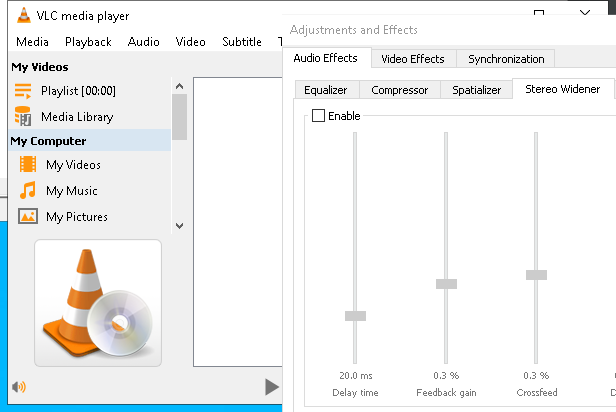 VLC media player
Media Playback Audio Video Subtitle
My Videos
Playlist [00:00]
Media Library
My Computer
My Videos
My Music
My Pictures
Adjustments and Effects
Audio Effects Video Effects Synchronization
Equalizer Compressor Spatializer Stereo Widener
Enable
20.0 ms 0.3 % 0.3 %
Delay time Feedback gain Crossfeed